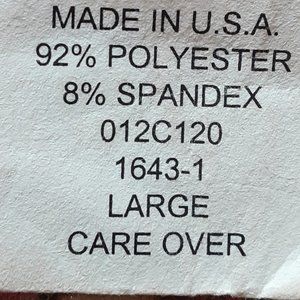 MADE IN U.S.A.
92% POLYESTER
8% SPANDEX
012C120
1643-1
LARGE
CARE OVER